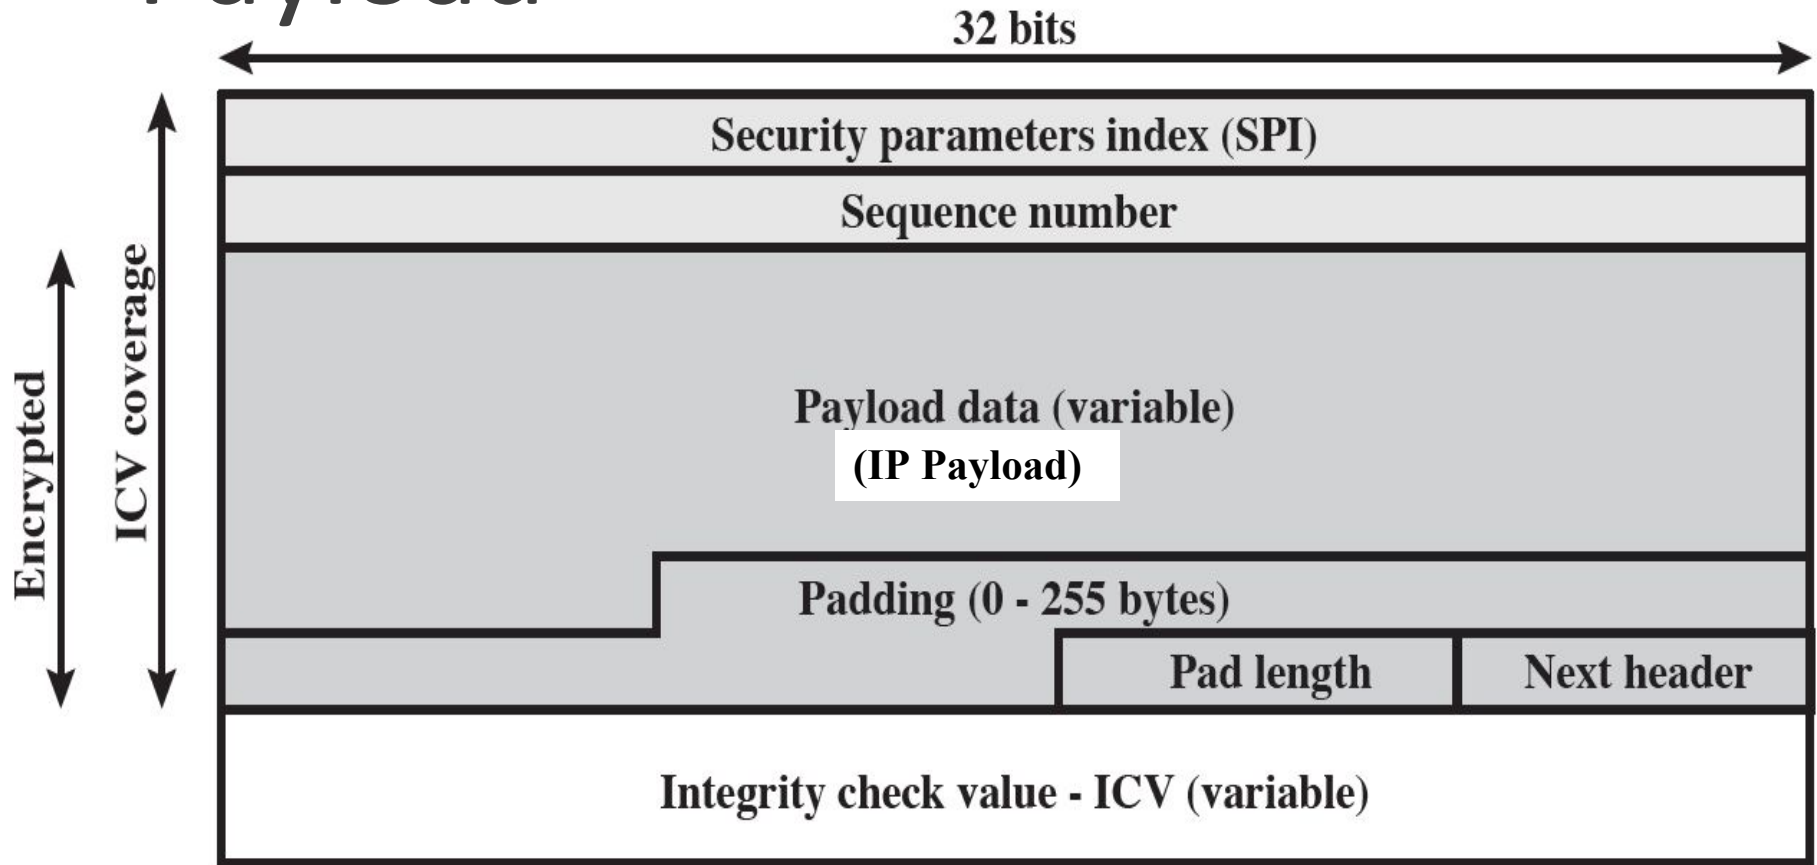 Payload
32 bits
Security parameters index (SPI)
Sequence number
Encrypted
ICV coverage
Payload data (variable)
(IP Payload)
Padding (0 - 255 bytes)
Pad length
Next header
Integrity check value - ICV (variable)